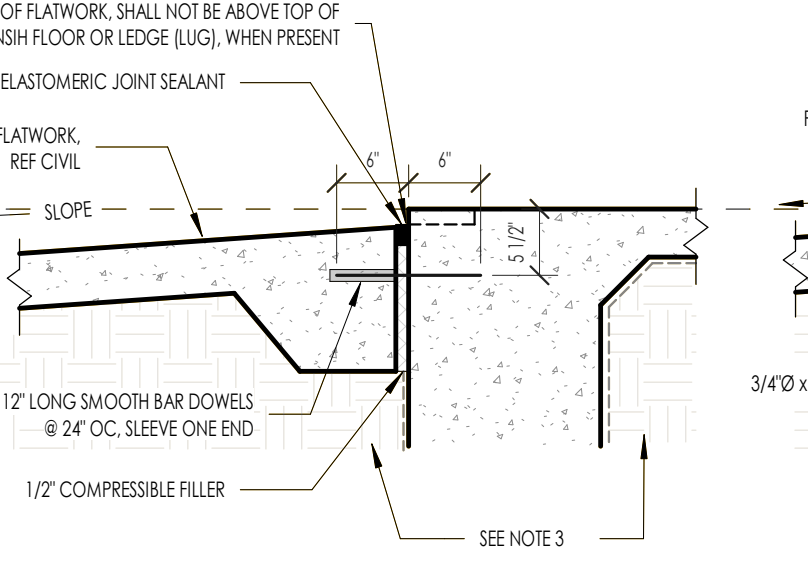 OF FLATWORK, SHALL NOT BE ABOVE TOP OF
NSIH FLOOR OR LEDGE (LUG), WHEN PRESENT
ELASTOMERIC JOINT SEALANT
FLATWORK,
REF CIVIL
6"
6"
SLOPE
5 1/2"
12" LONG SMOOTH BAR DOWELS
@ 24" OC, SLEEVE ONE END
3/4"Ø x
1/2" COMPRESSIBLE FILLER
SEE NOTE 3